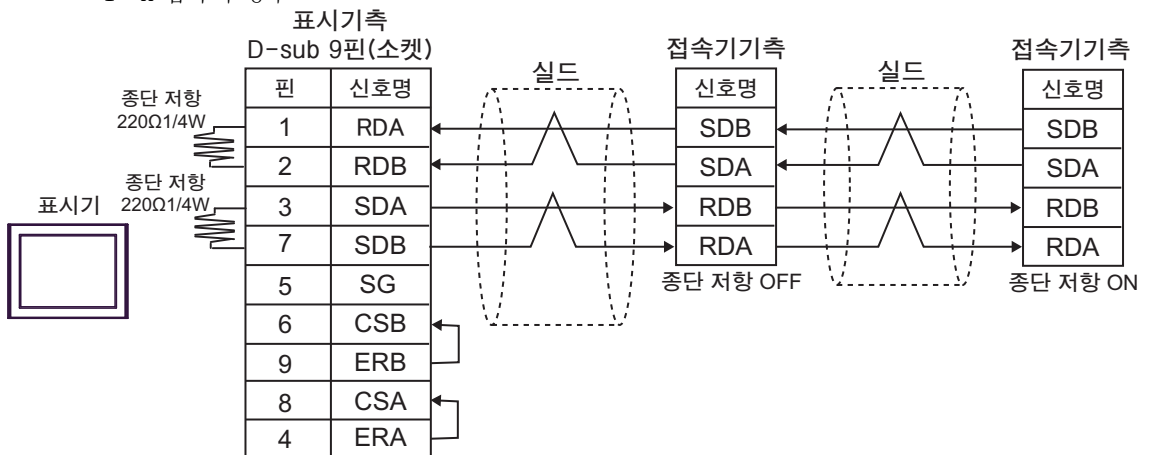 표시기측
D-sub 9핀(소켓)
접속기기측
접속기기측
실드
실드
종단 저항
220Ω1/4W
종단 저항
220Ω1/4W
표시기
핀 신호명
1 RDA
2 RDB
3 SDA
7 SDB
5 SG
6 CSB
9 ERB
8 CSA
4 ERA
신호명
SDB
SDA
RDB
RDA
종단 저항 OFF
신호명
SDB
SDA
RDB
RDA
종단 저항 ON